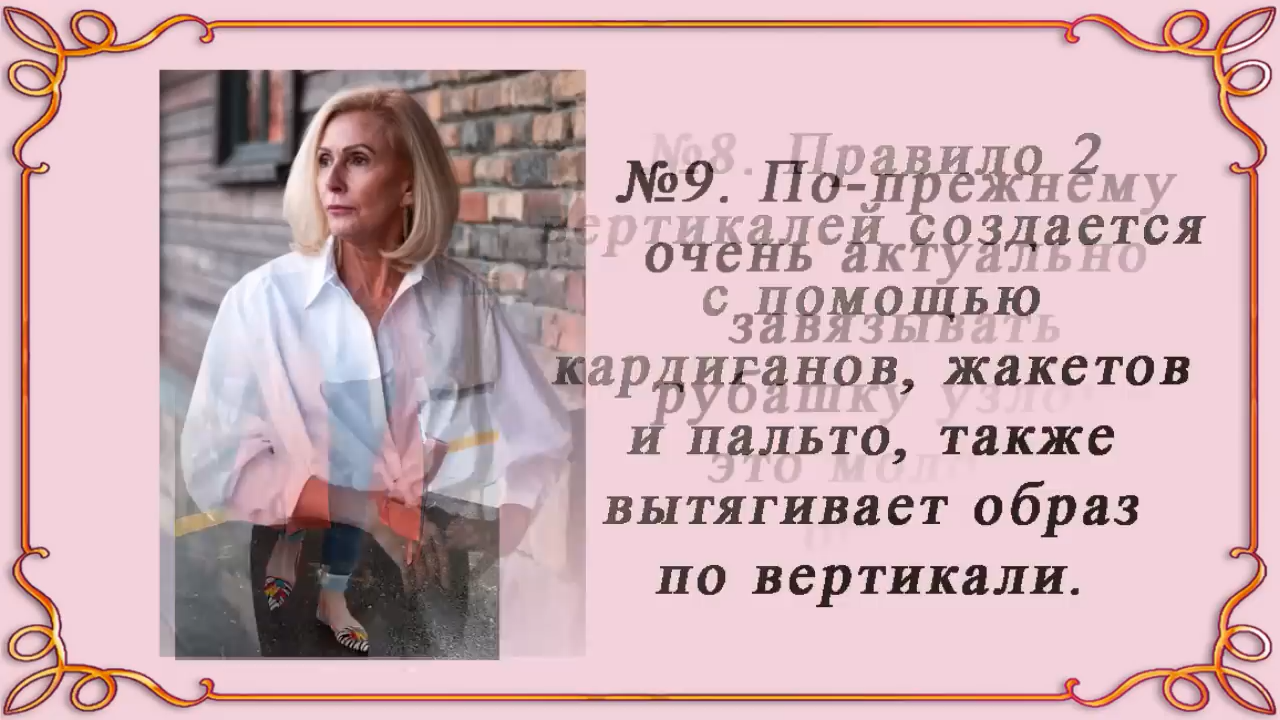 №8. Правило 2
вертикалей создается
с помощью
кардиганов, жакетов
и пальто, также
вытягивает образ
по вертикали.
№9. По-прежнему
очень актуально
завязывать
рубашку
это